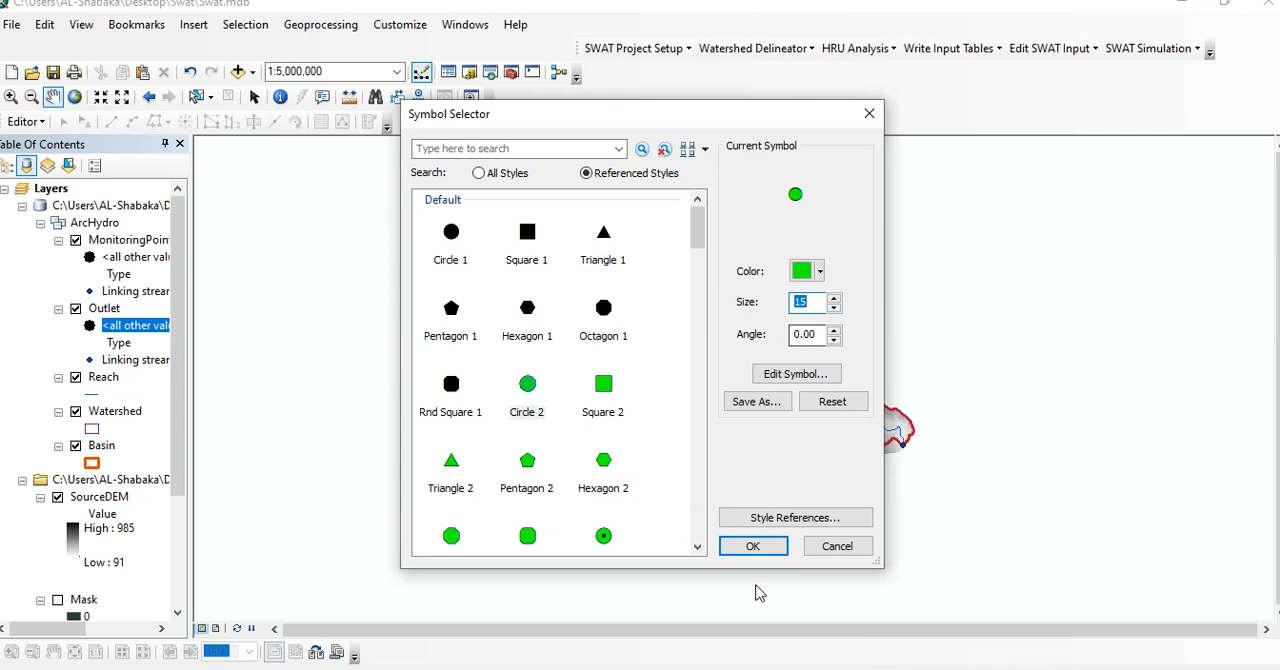 C:\Users\AL-Shabaka\Desktop\Swat\Swat.mdb
File Edit View Bookmarks Insert Selection Geoprocessing Customize Windows Help
SWAT Project Setup Watershed Delineator HRU Analysis Write Input Tables Edit SWAT Input SWAT Simulation
1:5,000,000
Editor
able Of Contents
Layers
C:\Users\AL-Shabaka\D
ArcHydro
MonitoringPoin
<all other valu
Type
Linking strear
Outlet
<all other valu
Type
Linking strear
Reach
Watershed
Basin
C:\Users\AL-Shabaka\D
SourceDEM
Value
High : 985
Low : 91
Mask
0
Symbol Selector
Type here to search
Search: All Styles Referenced Styles
Default
Circle 1 Square 1 Triangle 1
Pentagon 1 Hexagon 1 Octagon 1
Rnd Square 1 Circle 2 Square 2
Triangle 2 Pentagon 2 Hexagon 2
Current Symbol
Color:
Size: 15
Angle: 0.00
Edit Symbol...
Save As... Reset
Style References...
OK Cancel
100%